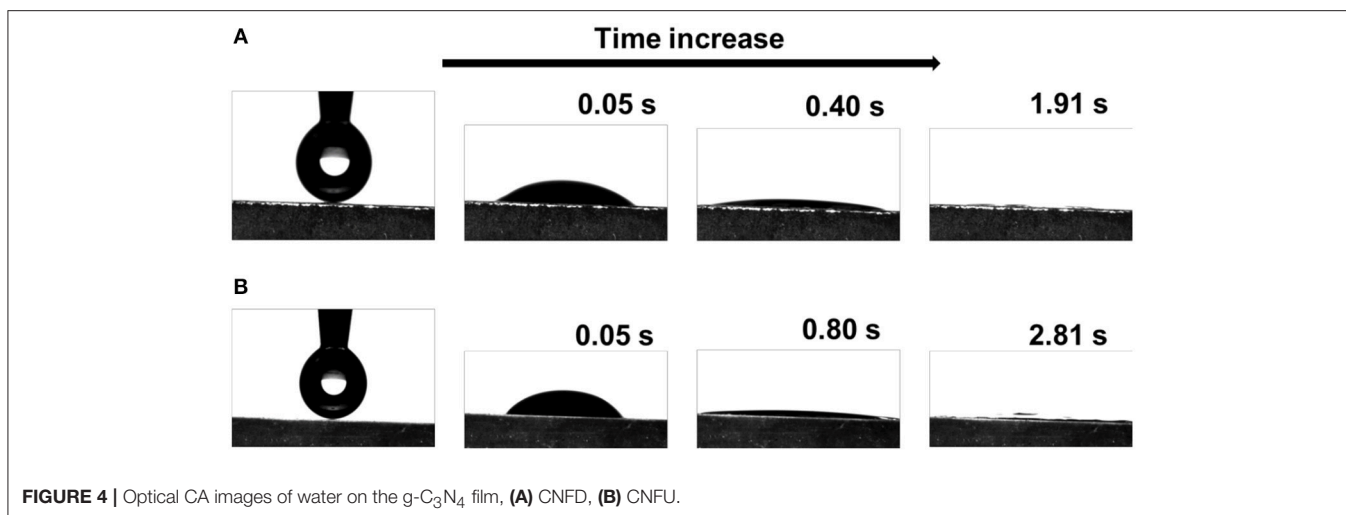 A
Time increase
0.05 s
0.40 s
1.91 s
B
0.05 s
0.80 s
2.81 s
FIGURE 4 | Optical CA images of water on the g-C₃N₄ film, (A) CNFD, (B) CNFU.